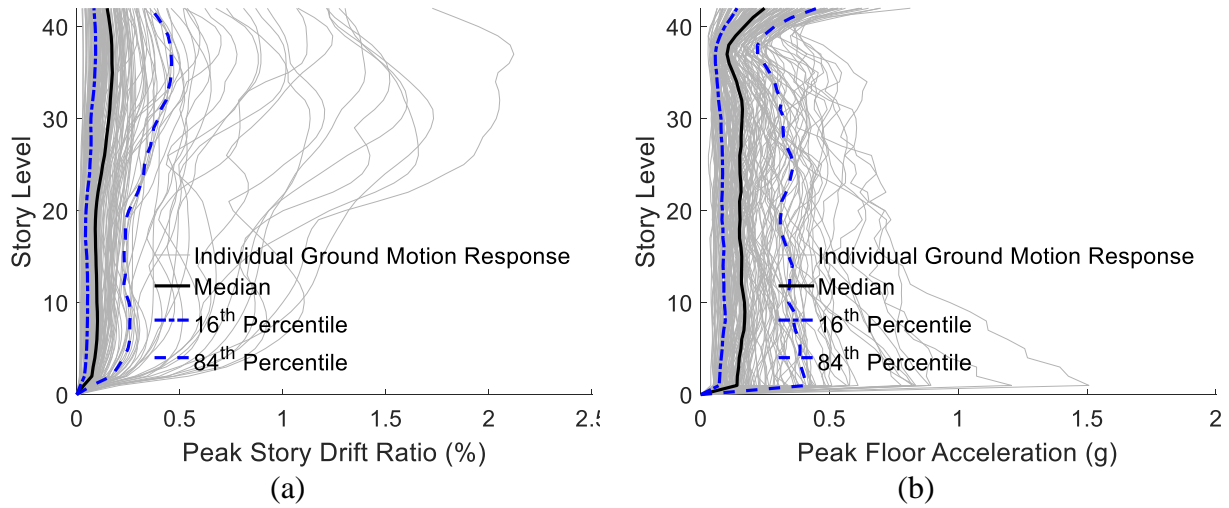 40
30
20
10
0
Story Level
Individual Ground Motion Response
Median
16th Percentile
84th Percentile
0 0.5 1 1.5 2 2.5
Peak Story Drift Ratio (%)
(a)
40
30
20
10
0
Story Level
Individual Ground Motion Response
Median
16th Percentile
84th Percentile
0 0.5 1 1.5 2
Peak Floor Acceleration (g)
(b)